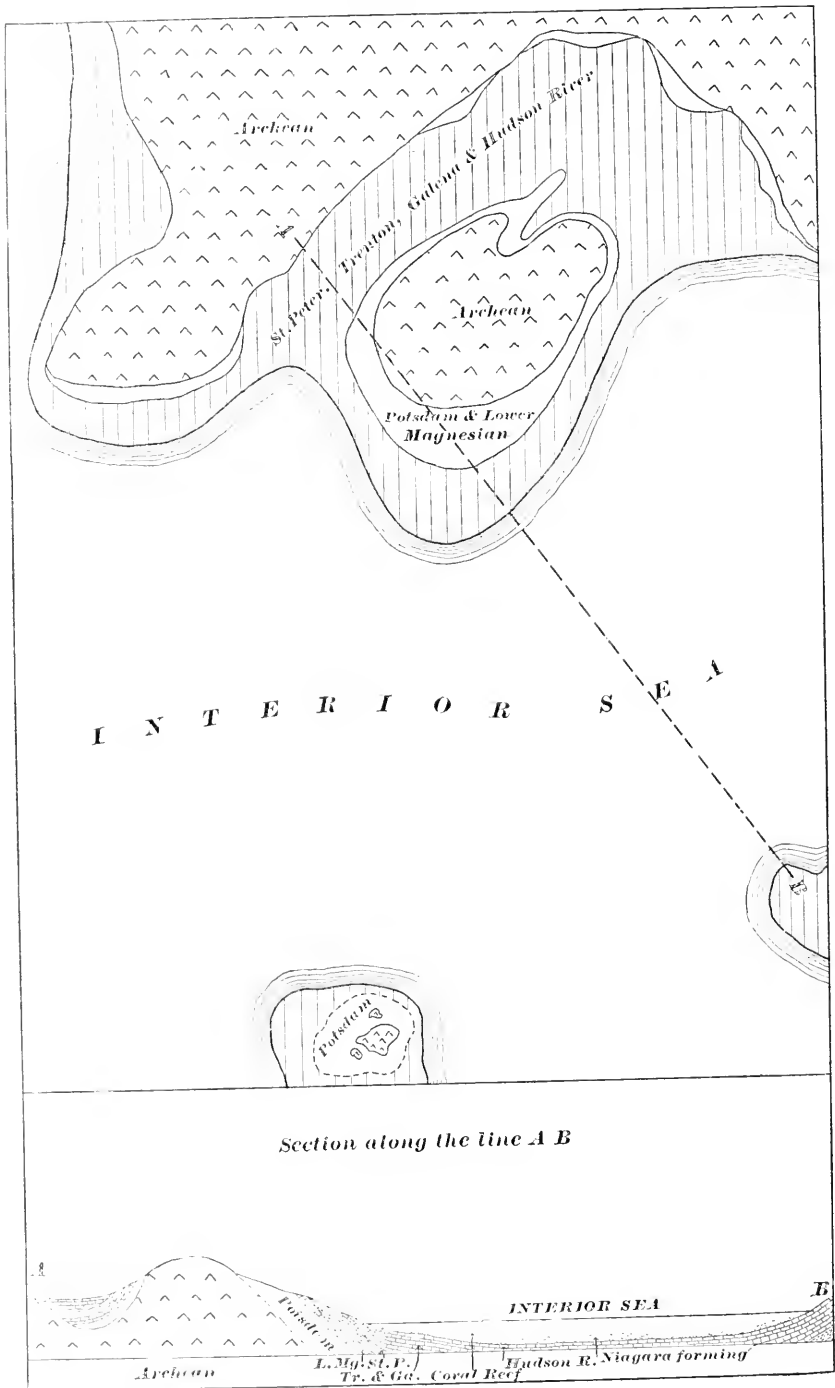 Archean
St. Peter, Trenton, Galena & Hudson River
A
Archean
Potsdam & Lower
Magnesian
INTERIOR SEA
B
Potsdam
Section along the line A B
A
B
Potsdam
INTERIOR SEA
L.Mg. St. P.
Hudson R. Niagara forming
Archean
Tr. & Ga. Coral Reef